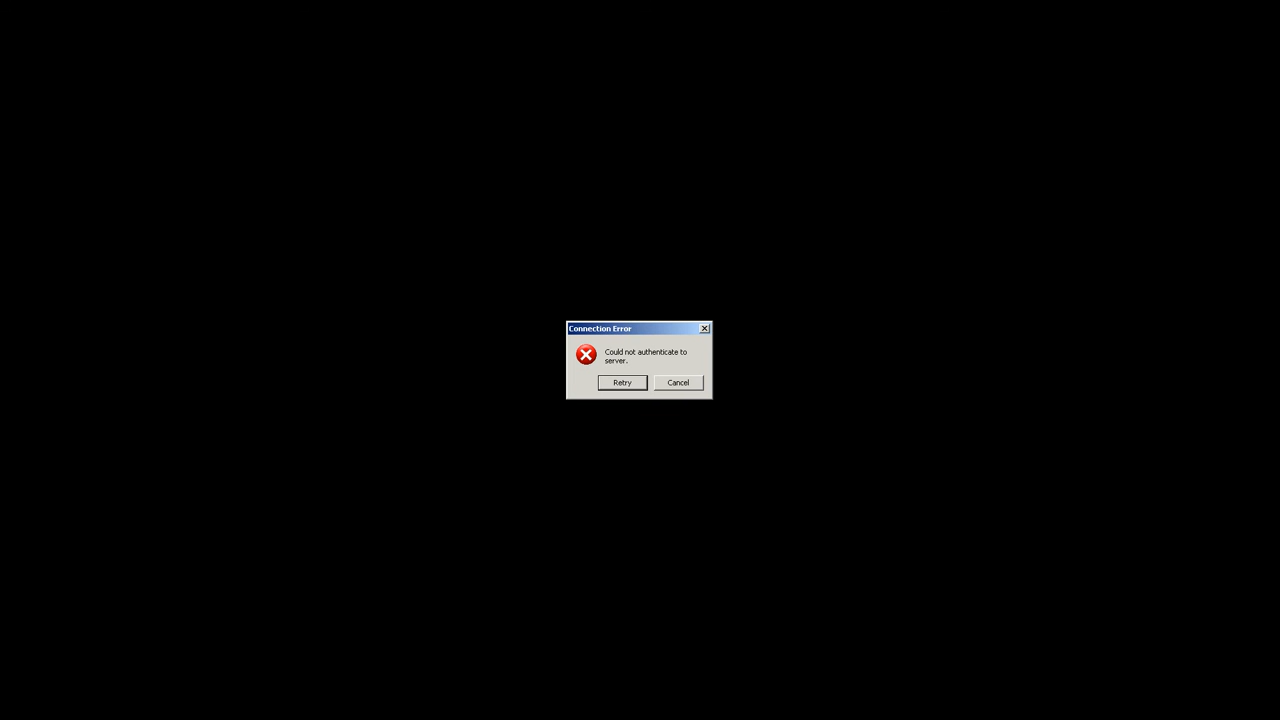 Connection Error
Could not authenticate to
server.
Retry
Cancel